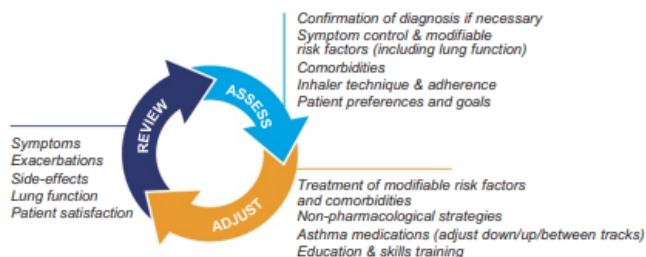 Confirmation of diagnosis if necessary
Symptom control & modifiable
risk factors (including lung function)
Comorbidities
Inhaler technique & adherence
Patient preferences and goals
ASSESS
REVIEW
Symptoms
Exacerbations
Side-effects
Lung function
Patient satisfaction
ADJUST
Treatment of modifiable risk factors
and comorbidities
Non-pharmacological strategies
Asthma medications (adjust down/up/between tracks)
Education & skills training